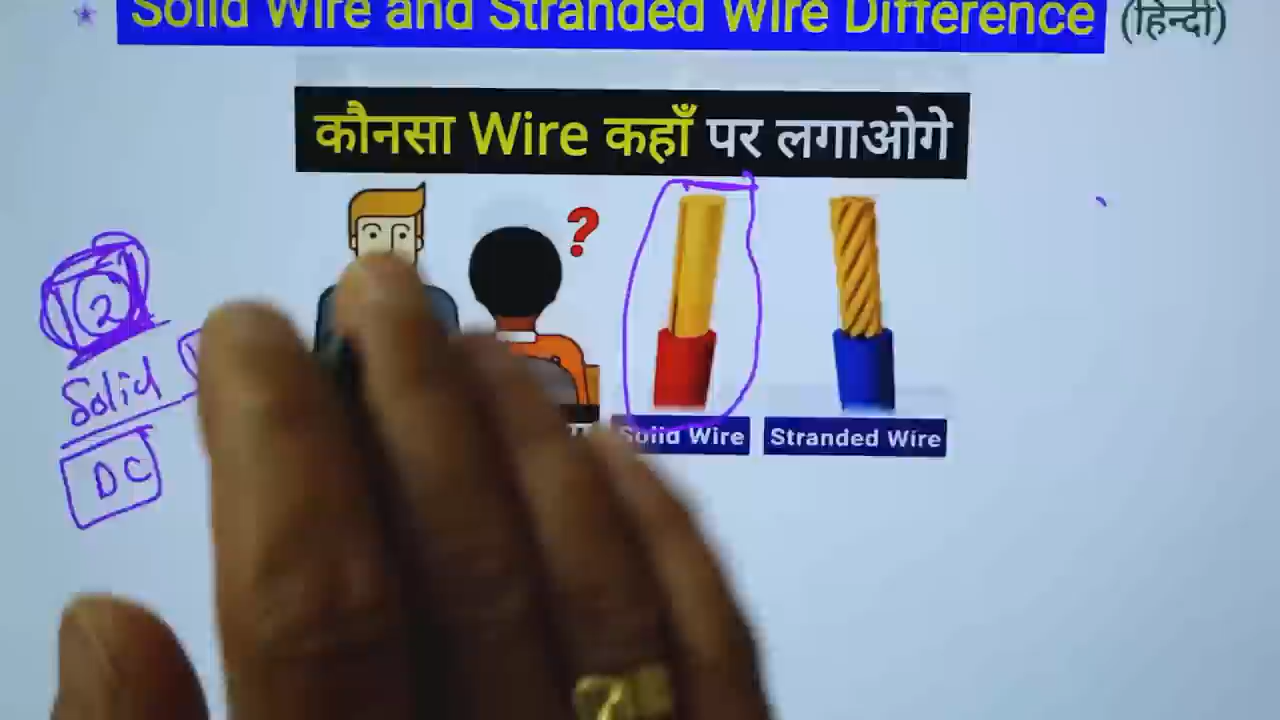 Solid Wire and Stranded Wire Difference (हिन्दी)
कौनसा Wire कहाँ पर लगाओगे
?
2
Solid
DC
Solid Wire
Stranded Wire